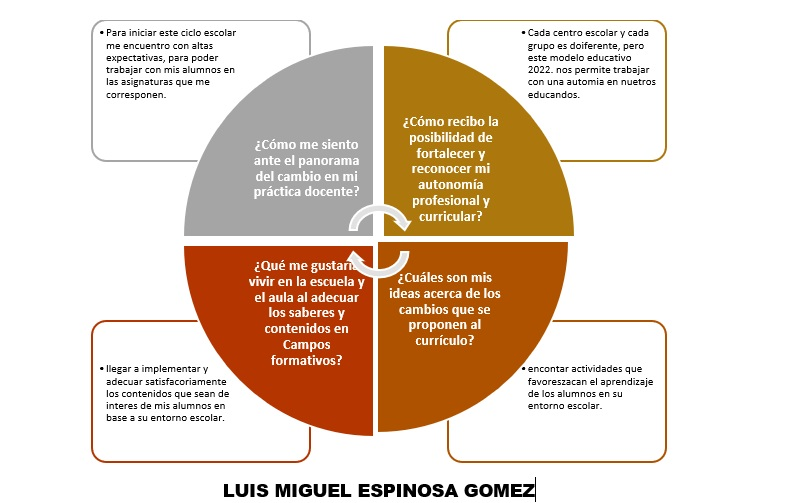 • Para iniciar este ciclo escolar
me encuentro con altas
expectativas, para poder
trabajar con mis alumnos en
las asignaturas que me
corresponen.
• Cada centro escolar y cada
grupo es doiferente, pero
este modelo educativo
2022. nos permite trabajar
con una automia en nuetros
educandos.
¿Cómo me siento
ante el panorama
del cambio en mi
práctica docente?
¿Cómo recibo la
posibilidad de
fortalecer y
reconocer mi
autonomía
profesional y
curricular?
¿Qué me gustaría
vivir en la escuela y
el aula al adecuar
los saberes y
contenidos en
Campos
formativos?
¿Cuáles son mis
ideas acerca de los
cambios que se
proponen al
currículo?
• llegar a implementar y
adecuar satisfacoriamente
los contenidos que sean de
interes de mis alumnos en
base a su entorno escolar.
• encontar actividades que
favoreszacan el aprendizaje
de los alumnos en su
entorno escolar.
LUIS MIGUEL ESPINOSA GOMEZ